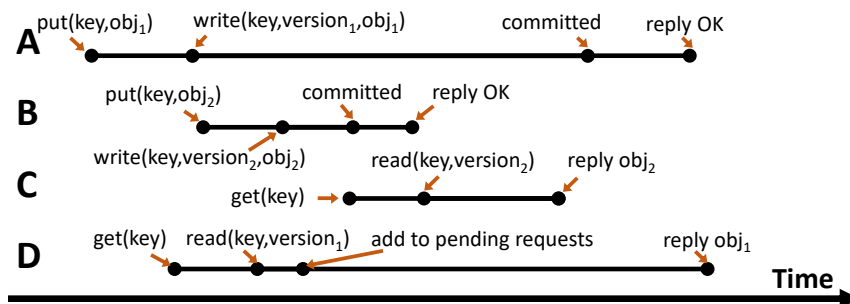 put(key,obj₁) write(key,version₁,obj₁) committed reply OK
A
put(key,obj₂) committed reply OK
B
write(key,version₂,obj₂)
read(key,version₂) reply obj₂
C
get(key)
get(key) read(key,version₁) add to pending requests reply obj₁
D
Time